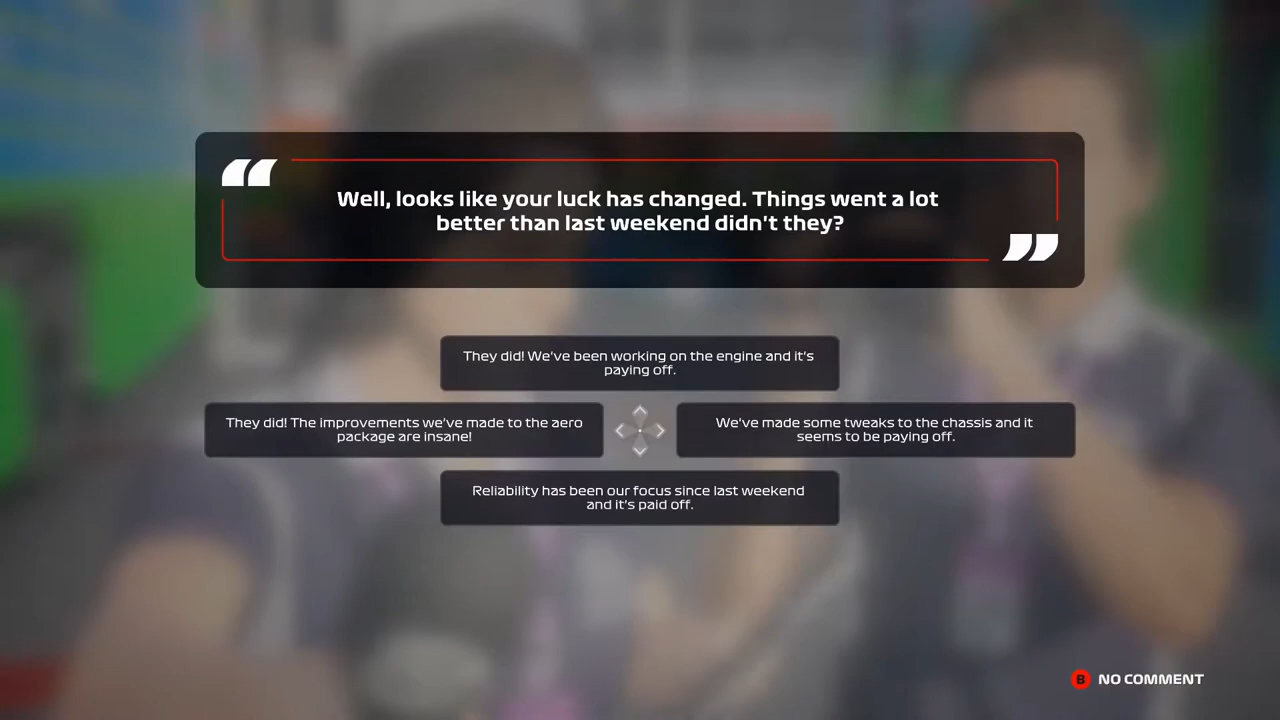 Well, looks like your luck has changed. Things went a lot
better than last weekend didn't they?
They did! We've been working on the engine and it's
paying off.
They did! The improvements we've made to the aero
package are insane!
We've made some tweaks to the chassis and it
seems to be paying off.
Reliability has been our focus since last weekend
and it's paid off.
B NO COMMENT